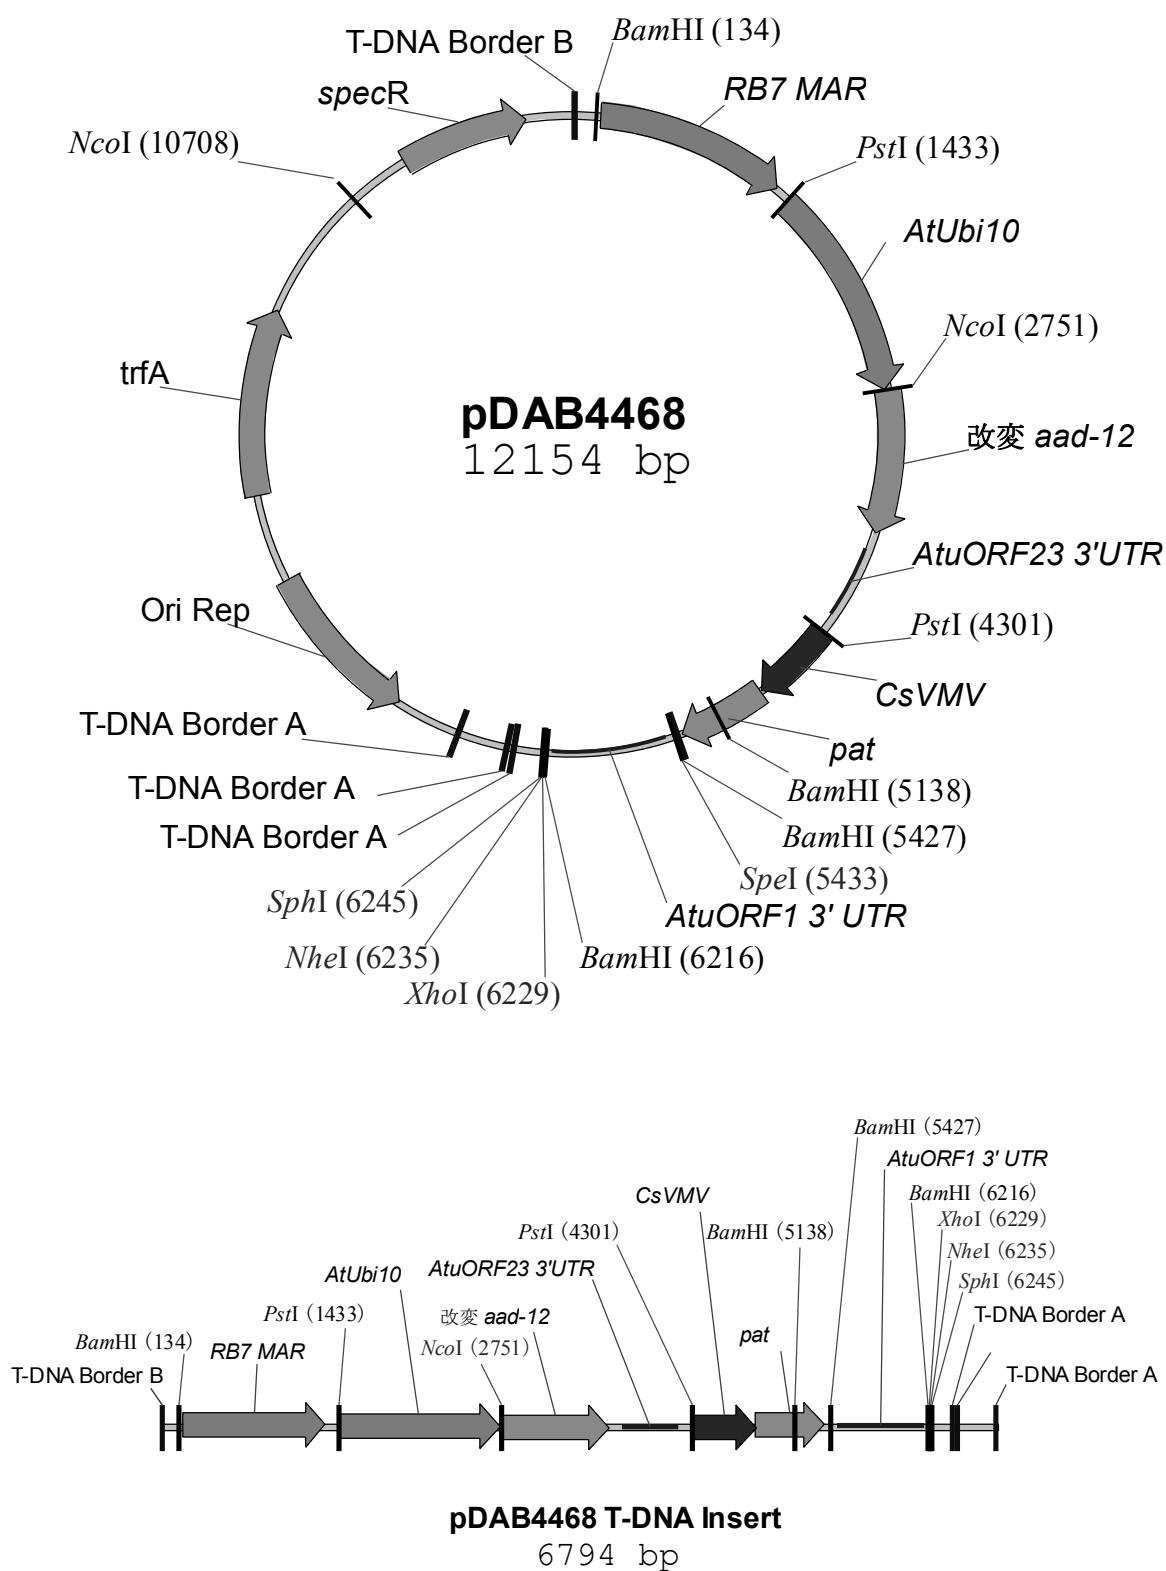 T-DNA Border B
BamHI (134)
specR
RB7 MAR
NcoI (10708)
PstI (1433)
AtUbi10
NcoI (2751)
trfA
pDAB4468
12154 bp
改変 aad-12
AtuORF23 3'UTR
Ori Rep
PstI (4301)
CsVMV
T-DNA Border A
pat
T-DNA Border A
BamHI (5138)
T-DNA Border A
BamHI (5427)
SpeI (5433)
SphI (6245)
AtuORF1 3' UTR
NheI (6235)
BamHI (6216)
XhoI (6229)
BamHI (5427)
AtuORF1 3' UTR
CsVMV
BamHI (6216)
PstI (4301)
BamHI (5138)
XhoI (6229)
NheI (6235)
AtUbi10
AtuORF23 3'UTR
SphI (6245)
PstI (1433)
改変 aad-12
T-DNA Border A
BamHI (134)
RB7 MAR
NcoI (2751)
pat
T-DNA Border B
T-DNA Border A
pDAB4468 T-DNA Insert
6794 bp